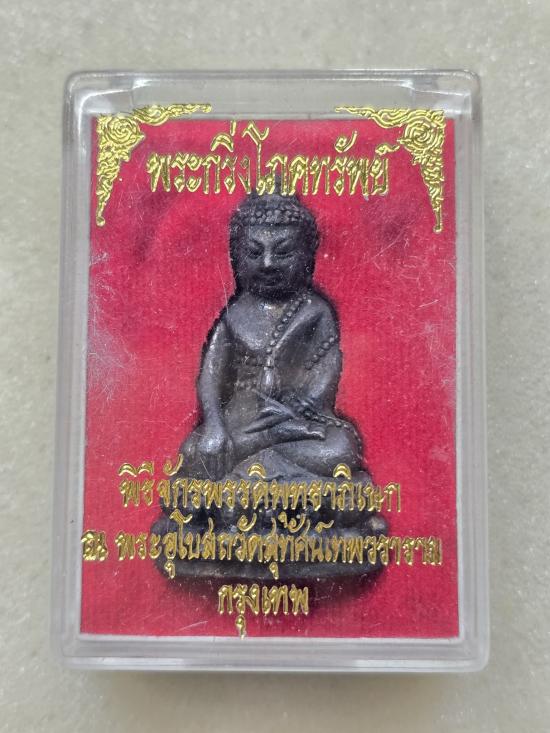 พระกริ่งโภคทรัพย์
พิธีจักรพรรดิพุทธาภิเษก
ณ พระอุโบสถวัดสุทัศน์เทพวราราม
กรุงเทพ